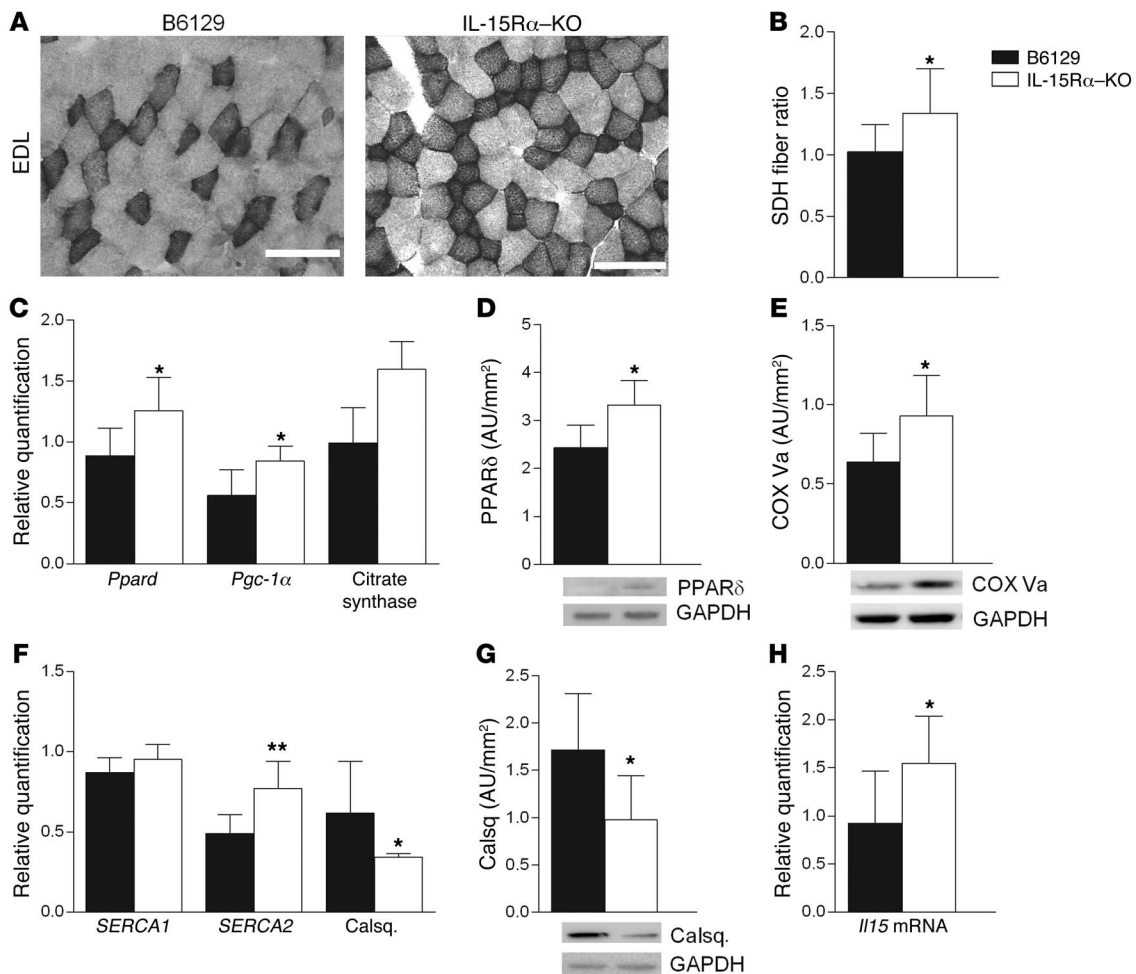 A
B6129
IL-15Rα–KO
EDL
B
SDH fiber ratio
2.0
1.5
1.0
1.5
0.0
*
B6129
IL-15Rα–KO
C
Relative quantification
2.0
1.5
1.0
0.5
0.0
*
*
Ppard
Pgc-1α
Citrate
synthase
D
PPARδ (AU/mm²)
5
4
3
2
1
0
*
PPARδ
GAPDH
E
COX Va (AU/mm²)
1.5
1.0
0.5
0.0
*
COX Va
GAPDH
F
Relative quantification
1.5
1.0
0.5
0.0
**
*
SERCA1
SERCA2
Calsq.
G
Calsq (AU/mm²)
2.5
2.0
1.5
1.0
0.5
0.0
*
Calsq.
GAPDH
H
Relative quantification
2.5
2.0
1.5
1.0
0.5
0.0
*
Il15 mRNA